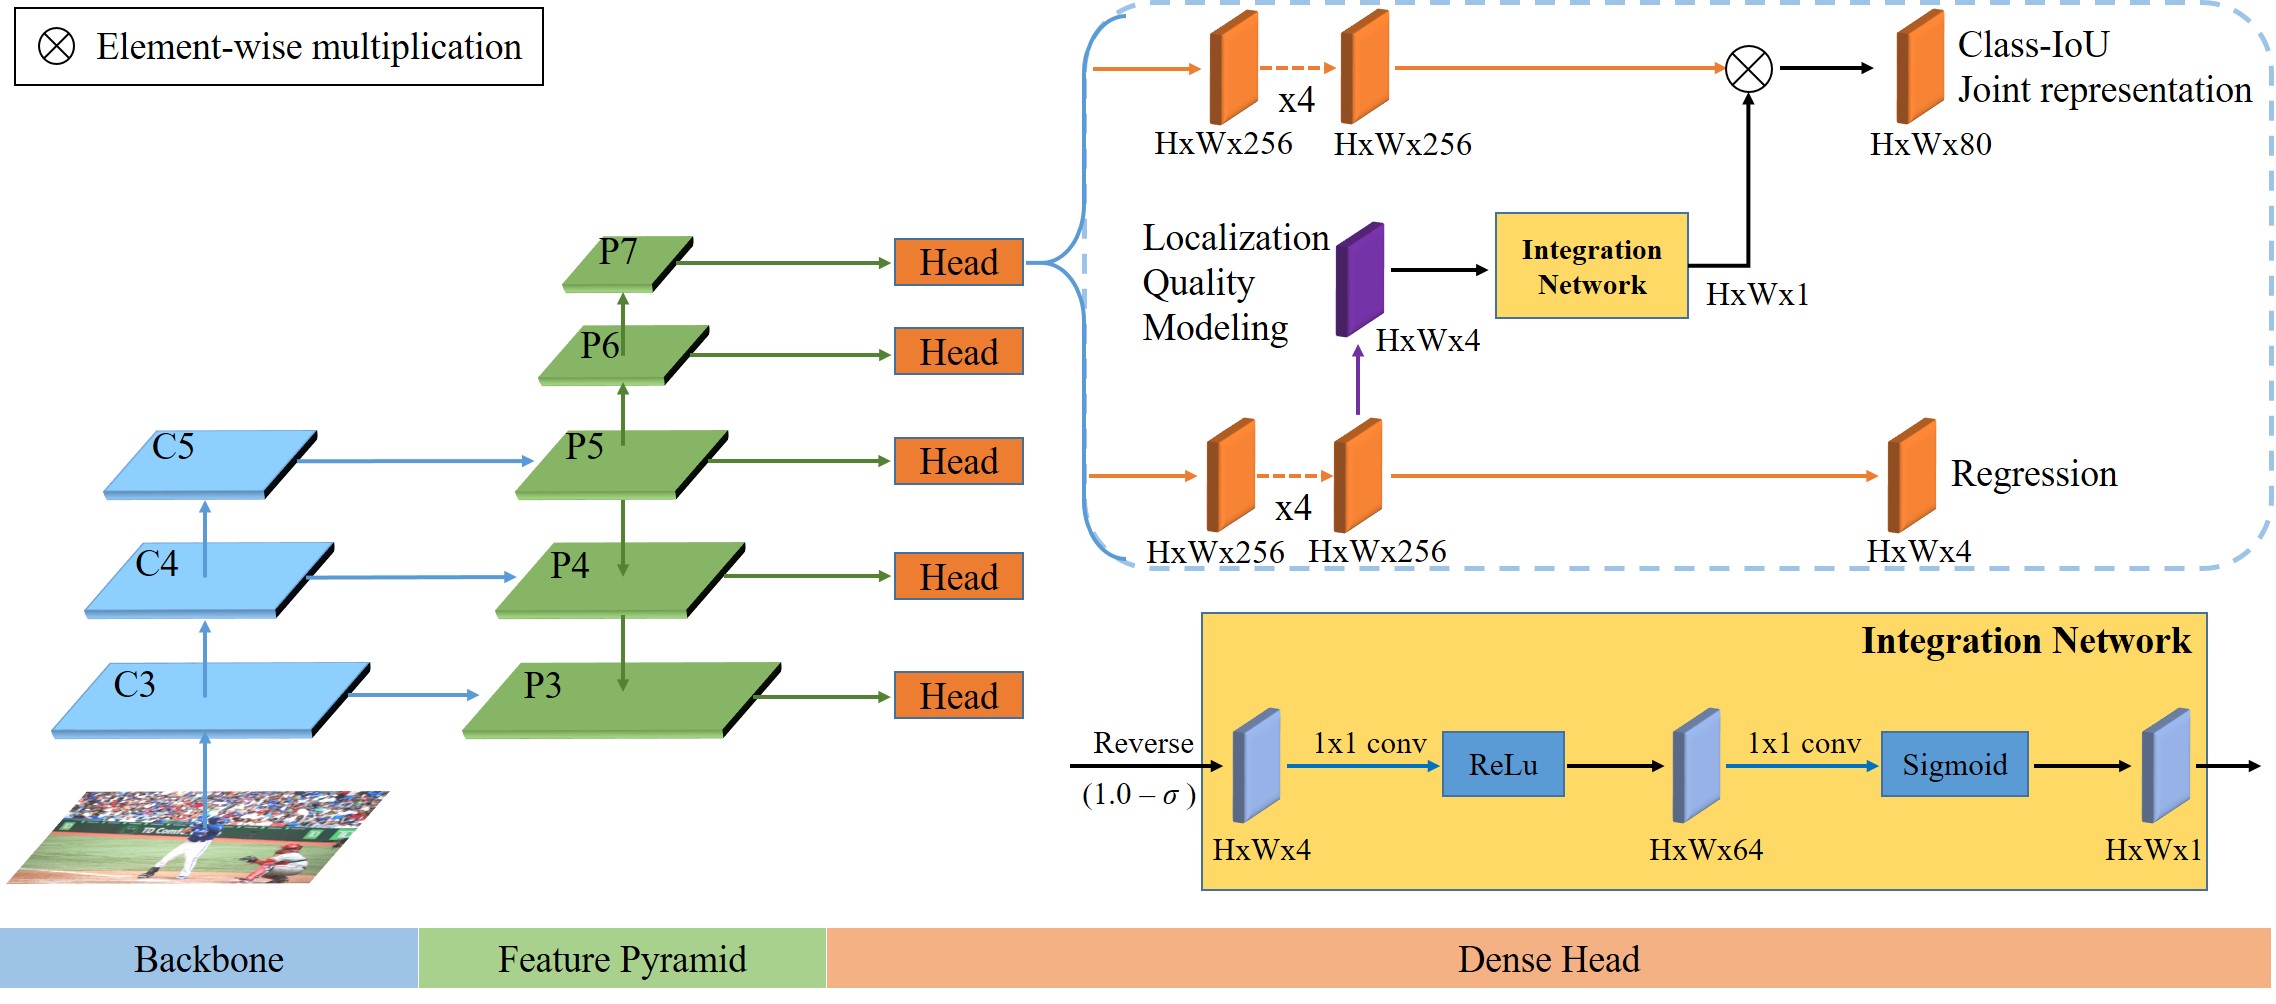 Element-wise multiplication
x4
HxWx256
HxWx256
Class-IoU
Joint representation
HxWx80
Localization
Quality
Modeling
HxWx4
Integration
Network
HxWx1
x4
HxWx256
HxWx256
Regression
HxWx4
P7
Head
P6
Head
C5
P5
Head
C4
P4
Head
C3
P3
Head
Integration Network
Reverse
(1.0 – σ )
HxWx4
1x1 conv
ReLu
HxWx64
1x1 conv
Sigmoid
HxWx1
TD Comf
Backbone
Feature Pyramid
Dense Head